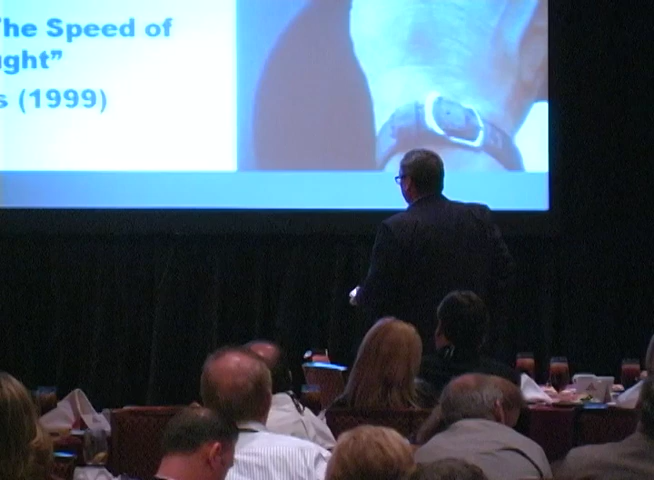 The Speed of
ught”
s (1999)